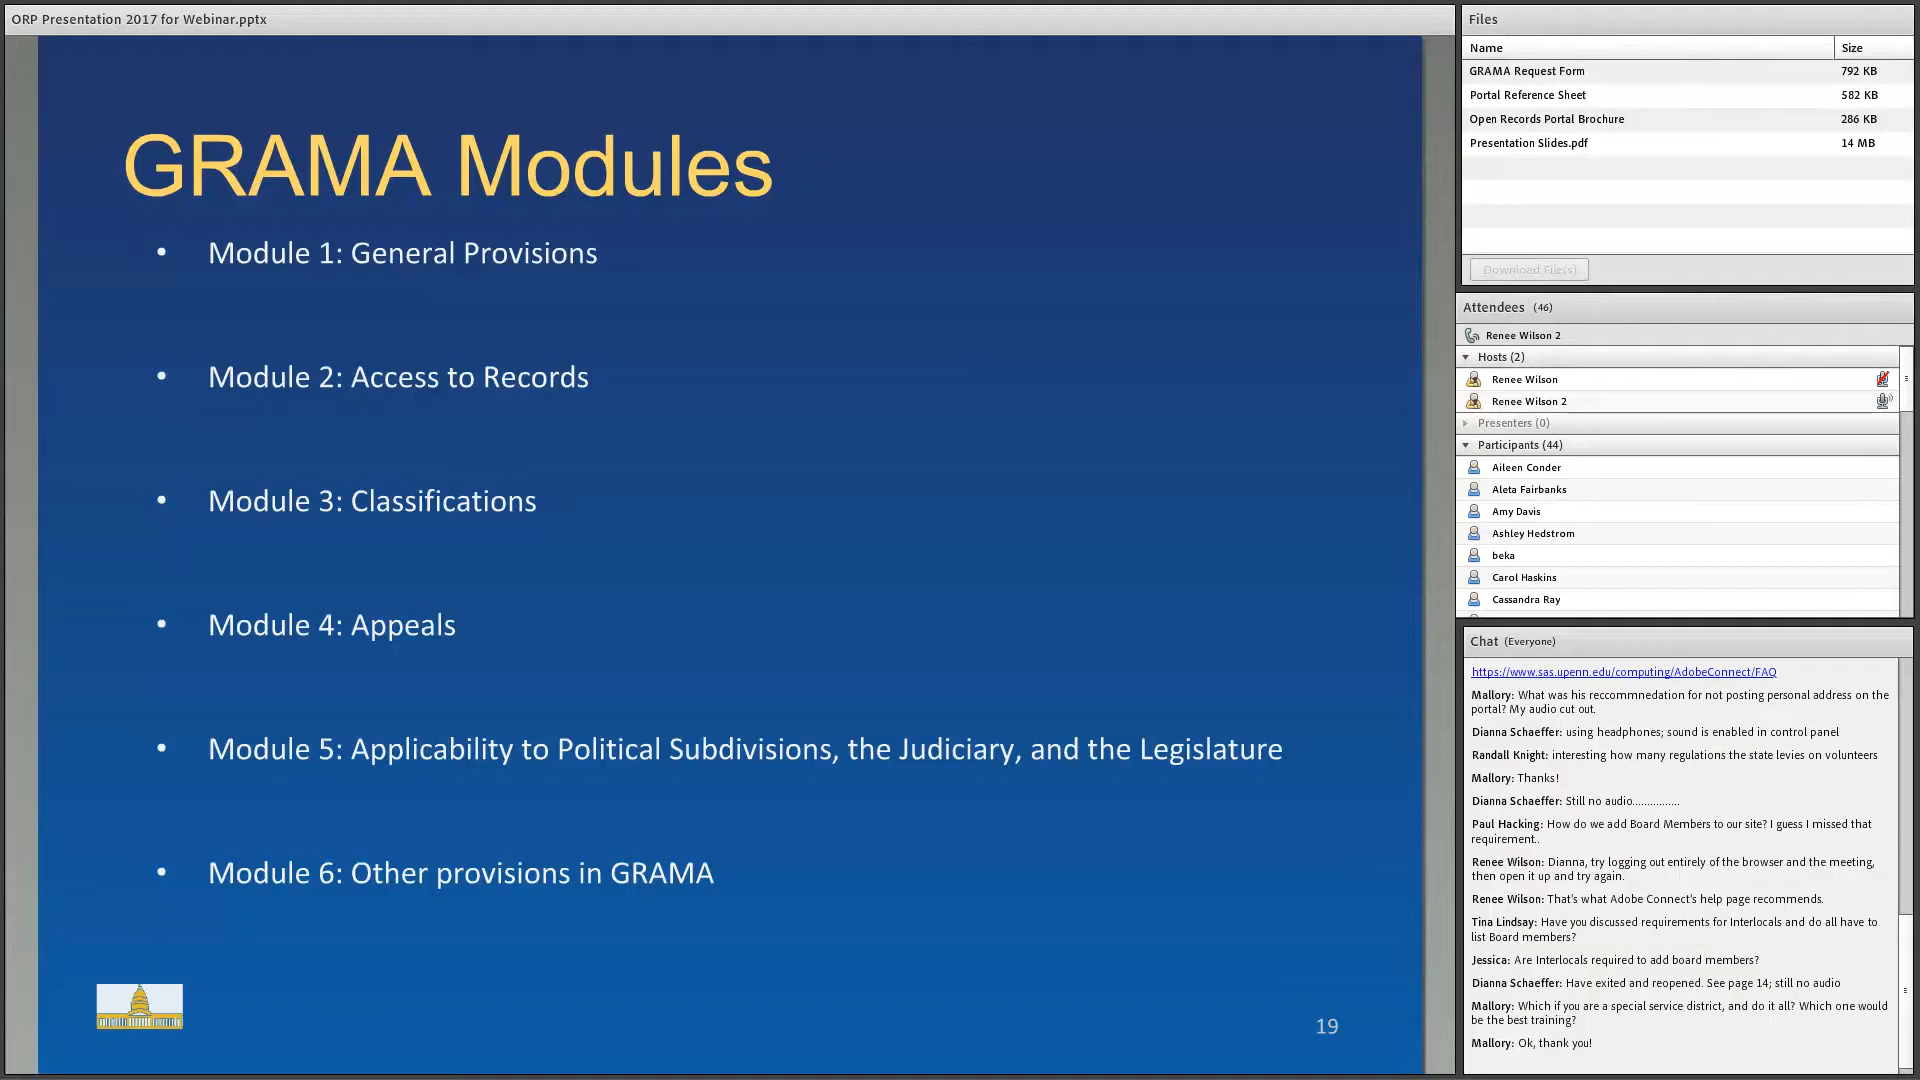 ORP Presentation 2017 for Webinar.pptx
GRAMA Modules
• Module 1: General Provisions
• Module 2: Access to Records
• Module 3: Classifications
• Module 4: Appeals
• Module 5: Applicability to Political Subdivisions, the Judiciary, and the Legislature
• Module 6: Other provisions in GRAMA
19
Files
Name Size
GRAMA Request Form 792 KB
Portal Reference Sheet 582 KB
Open Records Portal Brochure 286 KB
Presentation Slides.pdf 14 MB
Download File(s)
Attendees (46)
Renee Wilson 2
Hosts (2)
Renee Wilson
Renee Wilson 2
Presenters (0)
Participants (44)
Aileen Conder
Aleta Fairbanks
Amy Davis
Ashley Hedstrom
beka
Carol Haskins
Cassandra Ray
Chat (Everyone)
https://www.sas.upenn.edu/computing/AdobeConnect/FAQ
Mallory: What was his reccommnedation for not posting personal address on the
portal? My audio cut out.
Dianna Schaeffer: using headphones; sound is enabled in control panel
Randall Knight: interesting how many regulations the state levies on volunteers
Mallory: Thanks!
Dianna Schaeffer: Still no audio................
Paul Hacking: How do we add Board Members to our site? I guess I missed that
requirement..
Renee Wilson: Dianna, try logging out entirely of the browser and the meeting,
then open it up and try again.
Renee Wilson: That's what Adobe Connect's help page recommends.
Tina Lindsay: Have you discussed requirements for Interlocals and do all have to
list Board members?
Jessica: Are Interlocals required to add board members?
Dianna Schaeffer: Have exited and reopened. See page 14; still no audio
Mallory: Which if you are a special service district, and do it all? Which one would
be the best training?
Mallory: Ok, thank you!